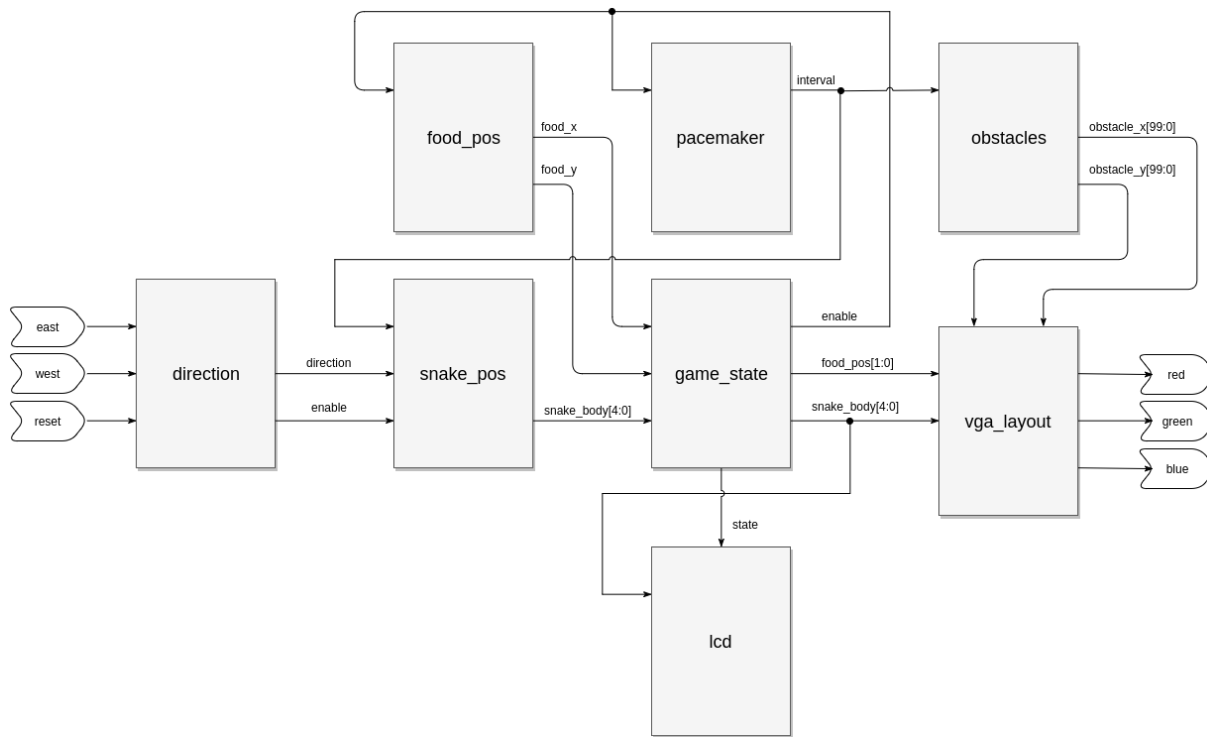 interval
food_x
food_pos
pacemaker
obstacles
obstacle_x[99:0]
food_y
obstacle_y[99:0]
east
west
reset
direction
direction
enable
snake_pos
snake_body[4:0]
game_state
enable
food_pos[1:0]
snake_body[4:0]
vga_layout
red
green
blue
state
lcd